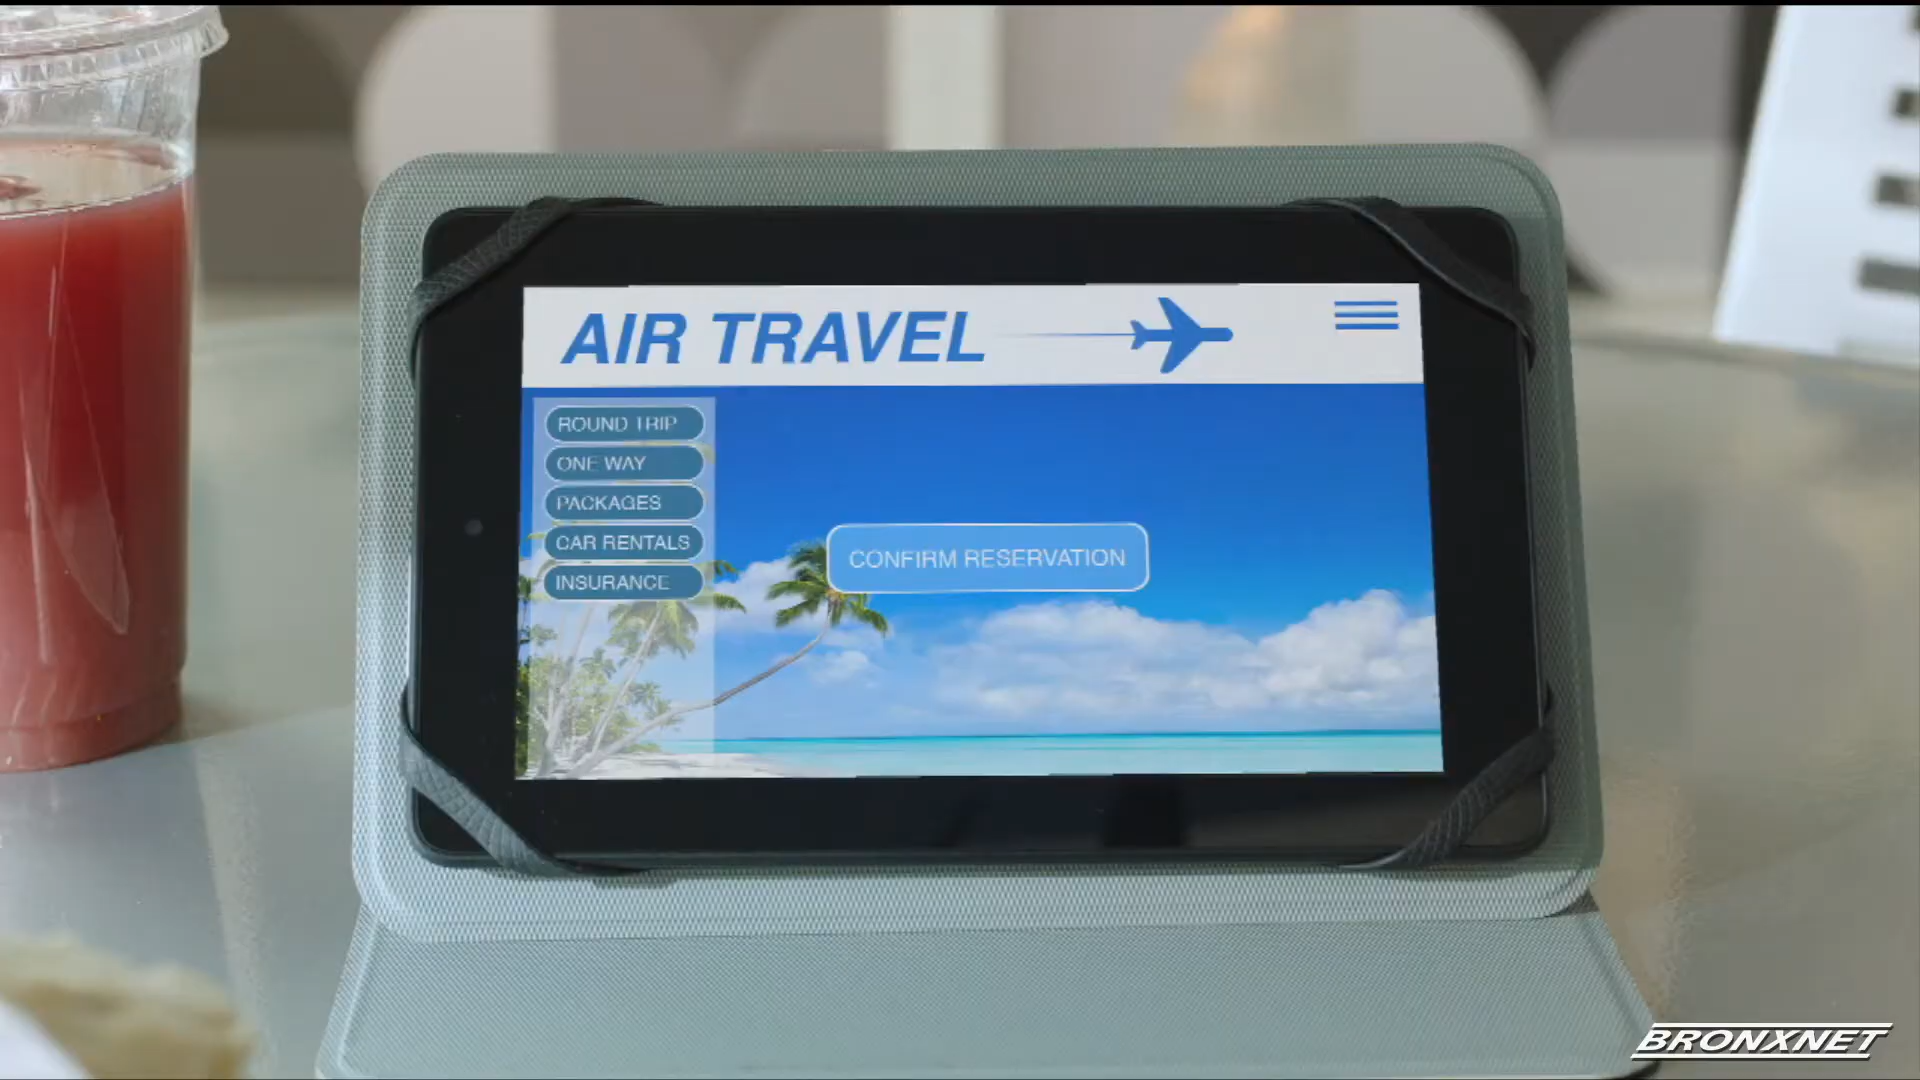 AIR TRAVEL
ROUND TRIP
ONE WAY
PACKAGES
CAR RENTALS
INSURANCE
CONFIRM RESERVATION
BRONXNET